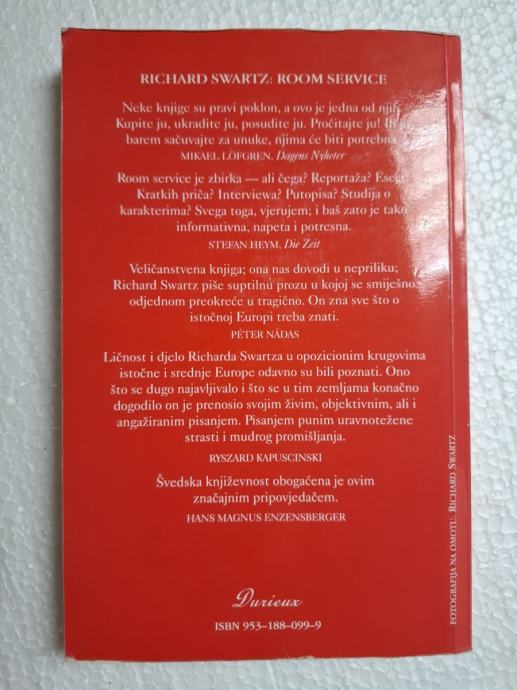 RICHARD SWARTZ: ROOM SERVICE
Neke knjige su pravi poklon, a ovo je jedna od njih.
Kupite ju, ukradite ju, posudite ju. Pročitajte ju! Ili ju
barem sačuvajte za unuke, njima će biti potrebna.
MIKAEL LÖFGREN, Dagens Nyheter
Room service je zbirka — ali čega? Reportaža? Eseja?
Kratkih priča? Interviewa? Putopisa? Studija o
karakterima? Svega toga, vjerujem; i baš zato je tako
informativna, napeta i potresna.
STEFAN HEYM, Die Zeit
Veličanstvena knjiga; ona nas dovodi u nepriliku;
Richard Swartz piše suptilnu prozu u kojoj se smiješno
odjednom preokreće u tragično. On zna sve što o
istočnoj Europi treba znati.
PÉTER NÁDAS
Ličnost i djelo Richarda Swartza u opozicionim krugovima
istočne i srednje Europe odavno su bili poznati. Ono
što se dugo najavljivalo i što se u tim zemljama konačno
dogodilo on je prenosio svojim živim, objektivnim, ali i
angažiranim pisanjem. Pisanjem punim uravnotežene
strasti i mudrog promišljanja.
RYSZARD KAPUSCINSKI
Švedska književnost obogaćena je ovim
značajnim pripovjedačem.
HANS MAGNUS ENZENSBERGER
Durieux
ISBN 953–188–099–9
FOTOGRAFIJA NA OMOTU: RICHARD SWARTZ